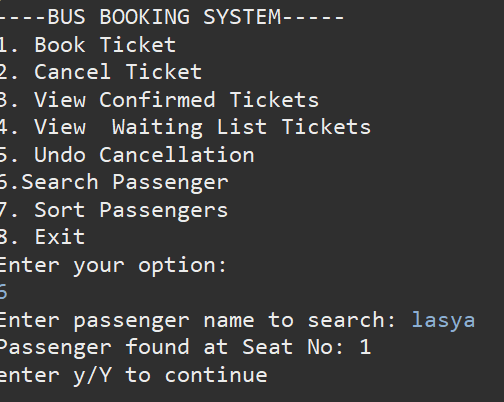 ----BUS BOOKING SYSTEM-----
1. Book Ticket
2. Cancel Ticket
3. View Confirmed Tickets
4. View  Waiting List Tickets
5. Undo Cancellation
6.Search Passenger
7. Sort Passengers
8. Exit
Enter your option:
6
Enter passenger name to search: lasya
Passenger found at Seat No: 1
enter y/Y to continue